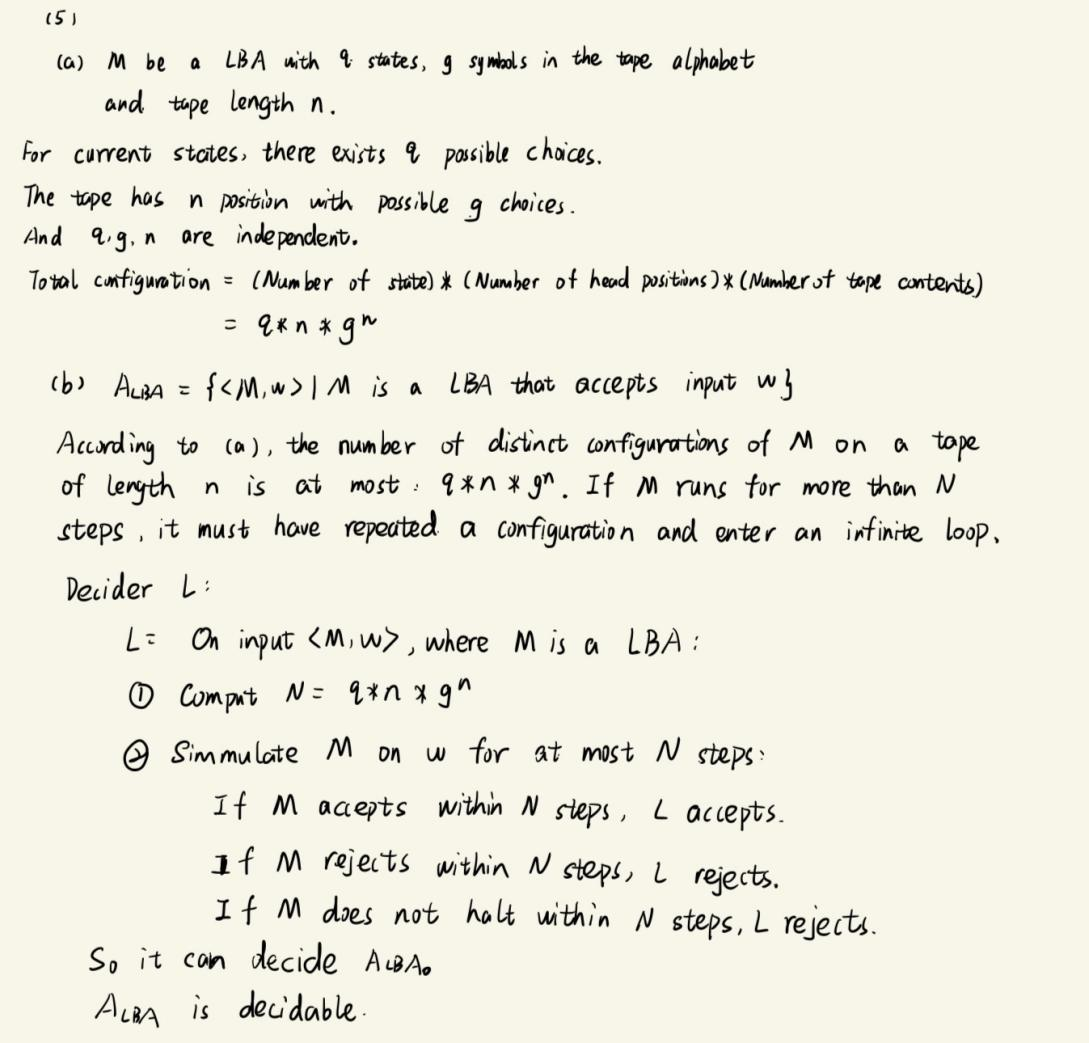 (5)
(a) M be a LBA with q states, g symbols in the tape alphabet
and tape length n.
For current states, there exists q possible choices.
The tape has n position with possible g choices.
And q,g,n are independent.
Total configuration = (Number of state) * (Number of head positions) * (Number of tape contents)
= q*n*gⁿ
(b) A_LBA = {<M,w> | M is a LBA that accepts input w}
According to (a), the number of distinct configurations of M on a tape
of length n is at most : q*n*gⁿ. If M runs for more than N
steps, it must have repeated a configuration and enter an infinite loop.
Decider L:
L= On input <M,w>, where M is a LBA:
① Comput N= q*n*gⁿ
② Simmulate M on w for at most N steps:
If M accepts within N steps, L accepts.
If M rejects within N steps, L rejects.
If M does not halt within N steps, L rejects.
So it can decide A_LBA.
A_LBA is decidable.